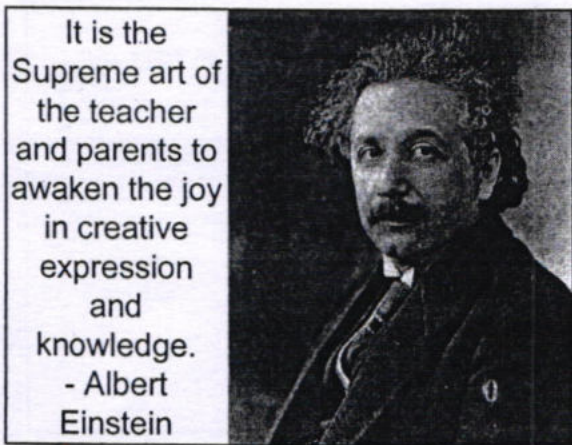 It is the
Supreme art of
the teacher
and parents to
awaken the joy
in creative
expression
and
knowledge.
- Albert
Einstein